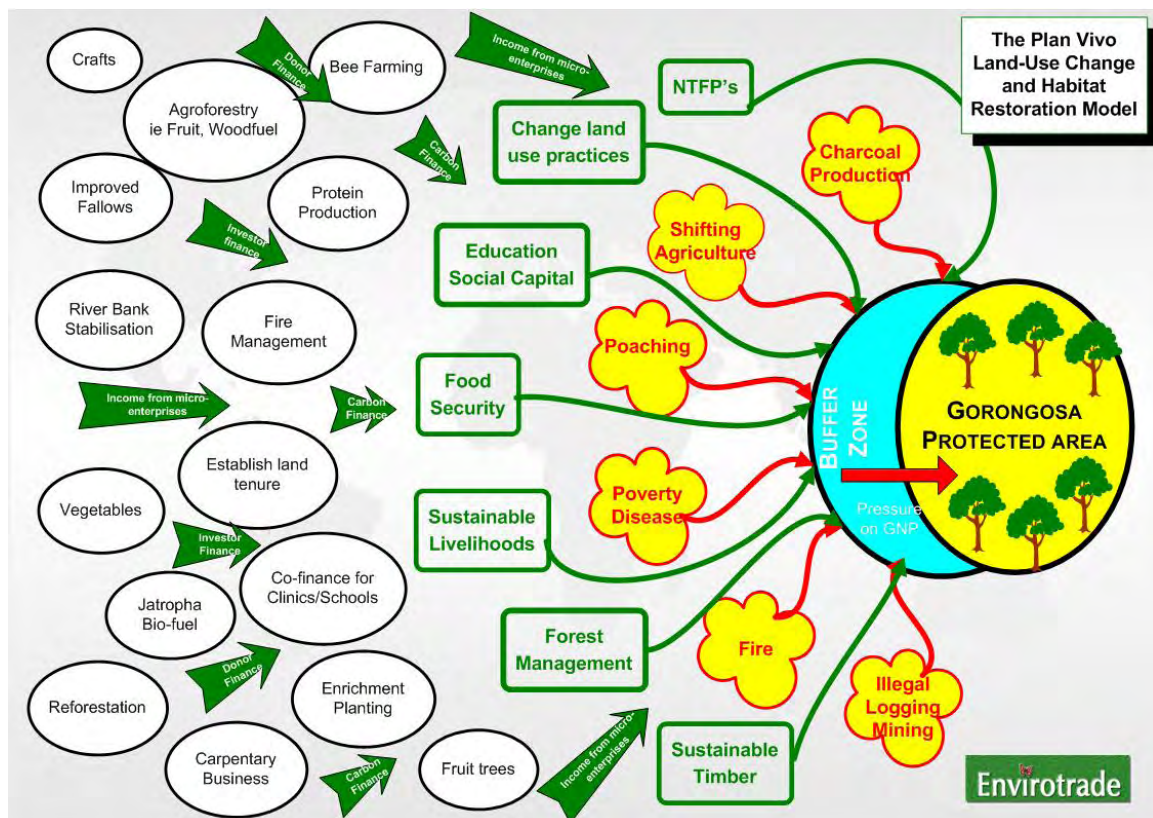 The Plan Vivo
Land-Use Change
and Habitat
Restoration Model
Crafts
Donor
Finance
Bee Farming
Income from micro-
enterprises
Agroforestry
ie Fruit, Woodfuel
Carbon
Finance
Improved
Fallows
Protein
Production
Investor
finance
River Bank
Stabilisation
Fire
Management
Income from micro-
enterprises
Carbon
Finance
Establish land
tenure
Vegetables
Investor
Finance
Co-finance for
Clinics/Schools
Jatropha
Bio-fuel
Donor
Finance
Reforestation
Enrichment
Planting
Carpentary
Business
Carbon
Finance
Fruit trees
Income from micro-
enterprises
NTFP's
Change land
use practices
Education
Social Capital
Food
Security
Sustainable
Livelihoods
Forest
Management
Sustainable
Timber
Charcoal
Production
Shifting
Agriculture
Poaching
Poverty
Disease
Fire
Illegal
Logging
Mining
BUFFER
ZONE
Pressure
on GNP
GORONGOSA
PROTECTED AREA
Envirotrade